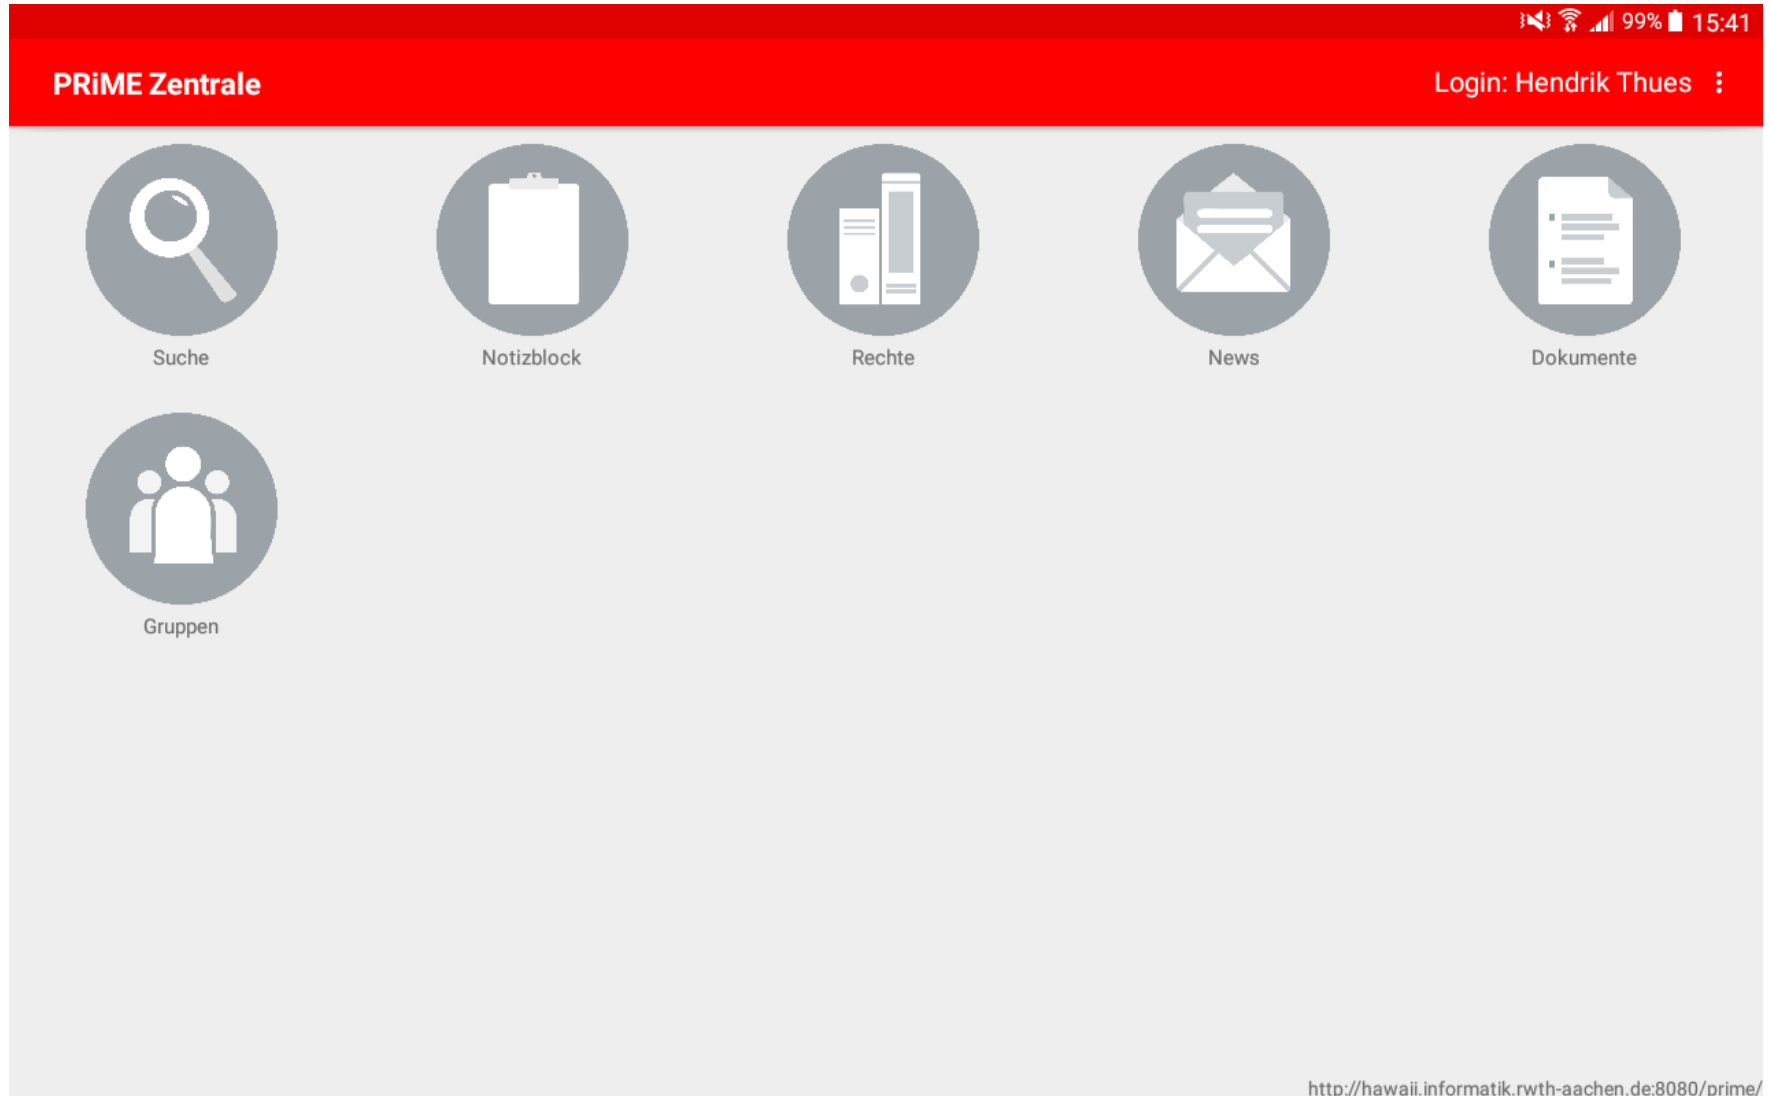 99% 15:41
PRiME Zentrale Login: Hendrik Thues
Suche Notizblock Rechte News Dokumente
Gruppen
http://hawaii.informatik.rwth-aachen.de:8080/prime/